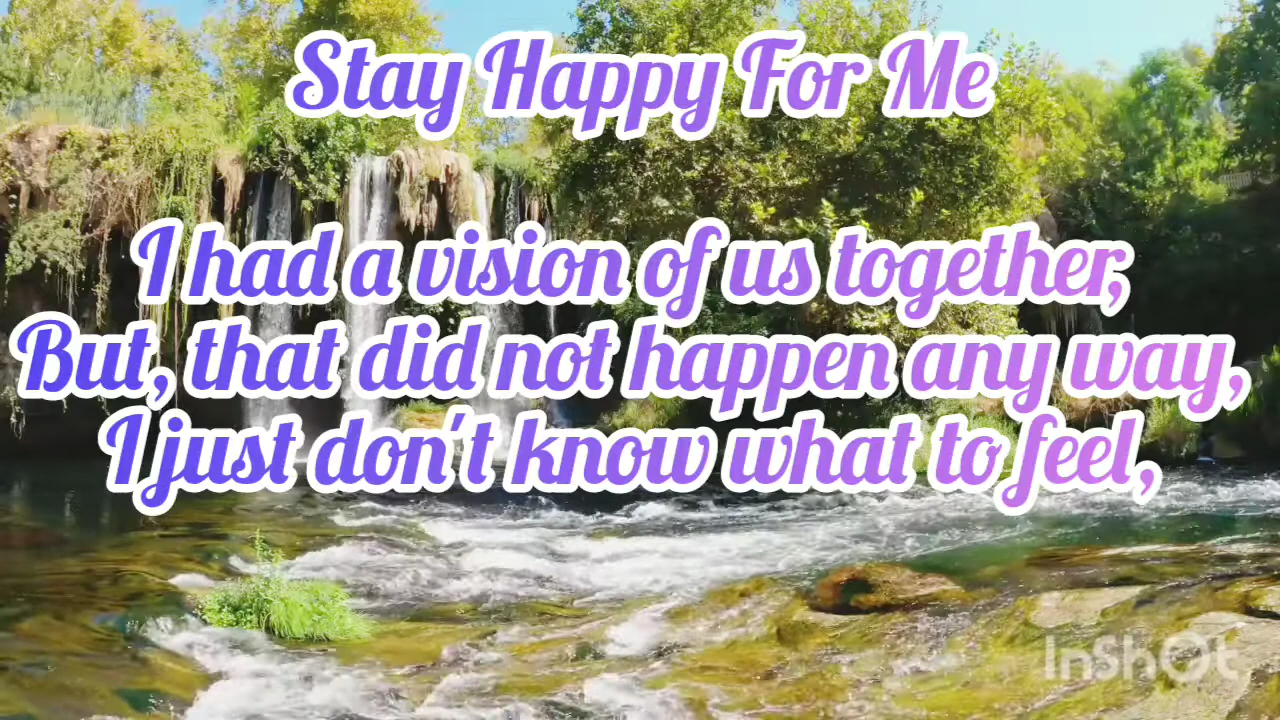 Stay Happy For Me
I had a vision of us together,
But, that did not happen any way,
I just don't know what to feel,
InShOt